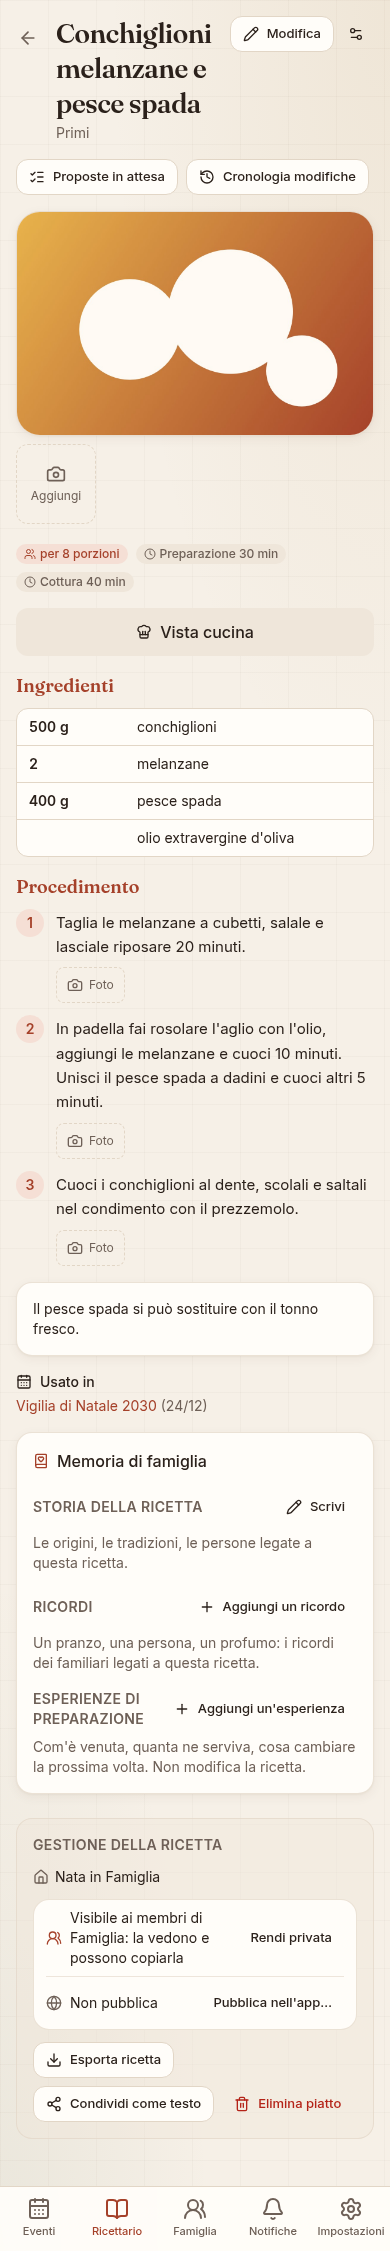 Conchiglioni
melanzane e
pesce spada
Modifica
Primi
Proposte in attesa
Cronologia modifiche
Aggiungi
per 8 porzioni
Preparazione 30 min
Cottura 40 min
Vista cucina
Ingredienti
500 g conchiglioni
2 melanzane
400 g pesce spada
olio extravergine d'oliva
Procedimento
1 Taglia le melanzane a cubetti, salale e
lasciale riposare 20 minuti.
Foto
2 In padella fai rosolare l'aglio con l'olio,
aggiungi le melanzane e cuoci 10 minuti.
Unisci il pesce spada a dadini e cuoci altri 5
minuti.
Foto
3 Cuoci i conchiglioni al dente, scolali e saltali
nel condimento con il prezzemolo.
Foto
Il pesce spada si può sostituire con il tonno
fresco.
Usato in
Vigilia di Natale 2030 (24/12)
Memoria di famiglia
STORIA DELLA RICETTA
Scrivi
Le origini, le tradizioni, le persone legate a
questa ricetta.
RICORDI
Aggiungi un ricordo
Un pranzo, una persona, un profumo: i ricordi
dei familiari legati a questa ricetta.
ESPERIENZE DI
PREPARAZIONE
Aggiungi un'esperienza
Com'è venuta, quanta ne serviva, cosa cambiare
la prossima volta. Non modifica la ricetta.
GESTIONE DELLA RICETTA
Nata in Famiglia
Visibile ai membri di
Famiglia: la vedono e
possono copiarla
Rendi privata
Non pubblica
Pubblica nell'app...
Esporta ricetta
Condividi come testo
Elimina piatto
Eventi
Ricettario
Famiglia
Notifiche
Impostazioni